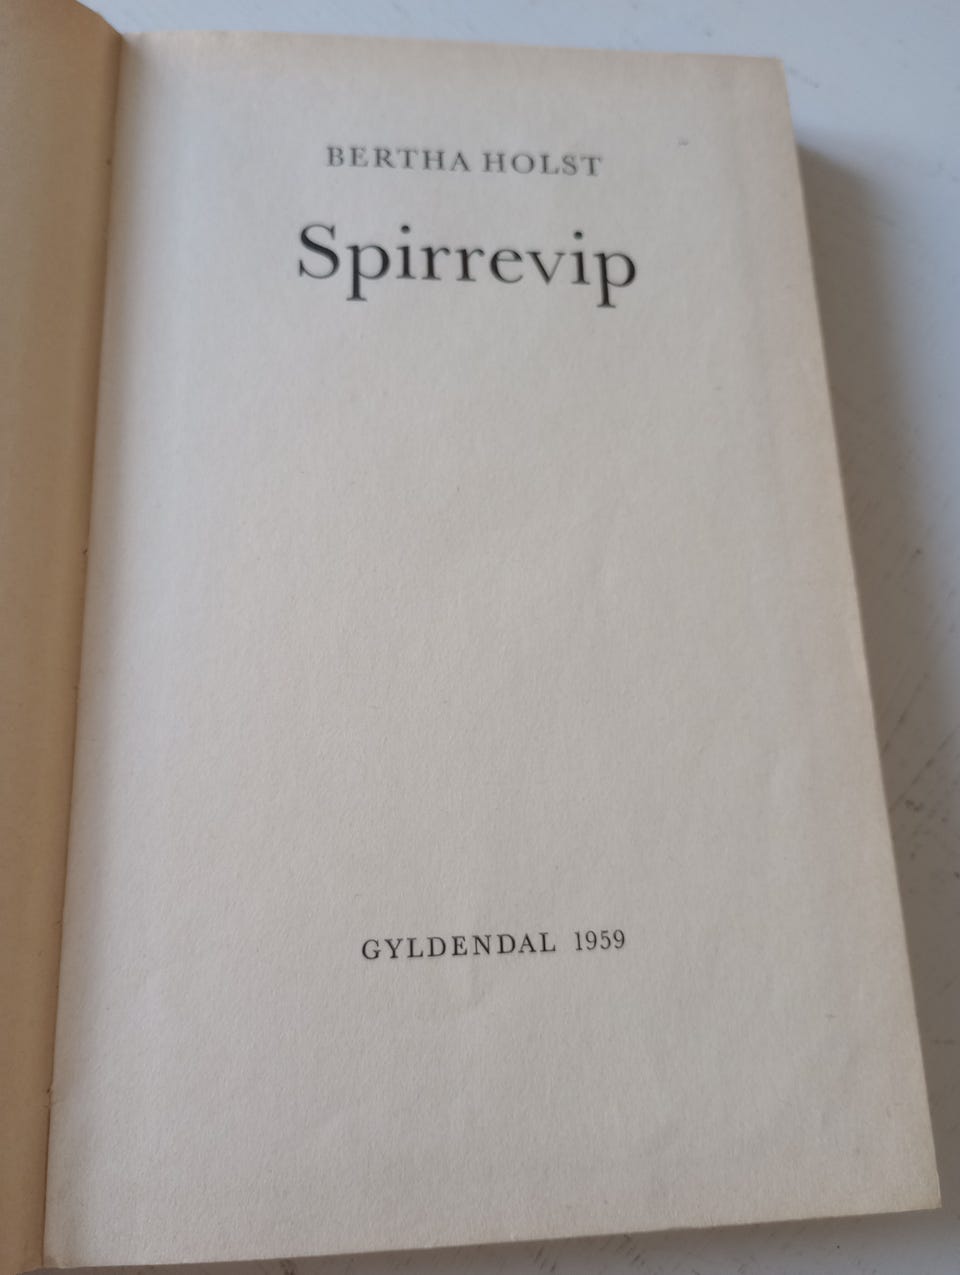 BERTHA HOLST
Spirrevip
GYLDENDAL 1959